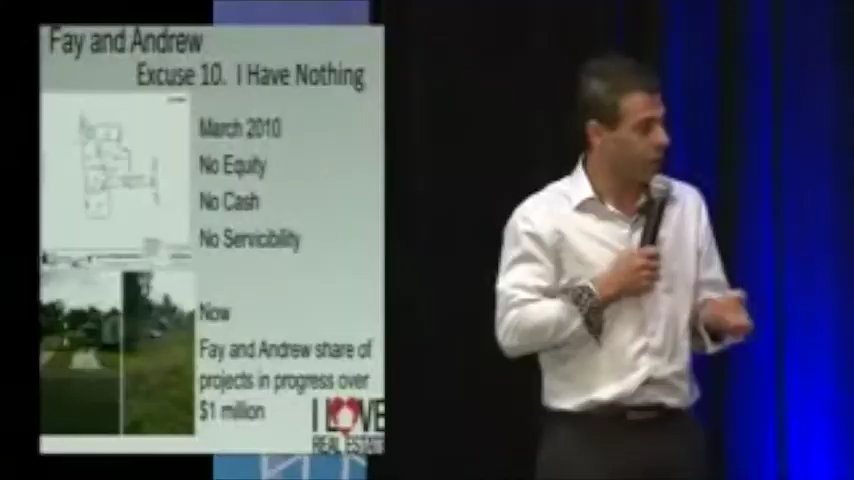 Fay and Andrew
Excuse 10. I Have Nothing
March 2010
No Equity
No Cash
No Servicibility
Now
Fay and Andrew share of
projects in progress over
$1 million
I LOVE
REAL ESTATE